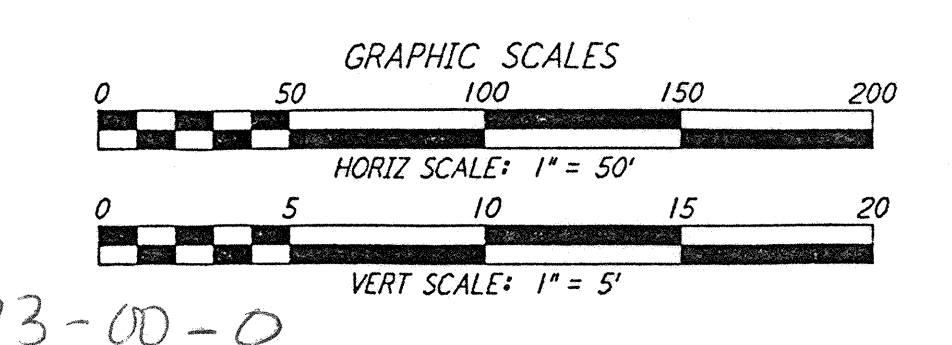 GRAPHIC SCALES
0 50 100 150 200
HORIZ SCALE: 1" = 50'
0 5 10 15 20
VERT SCALE: 1" = 5'
3-00-0